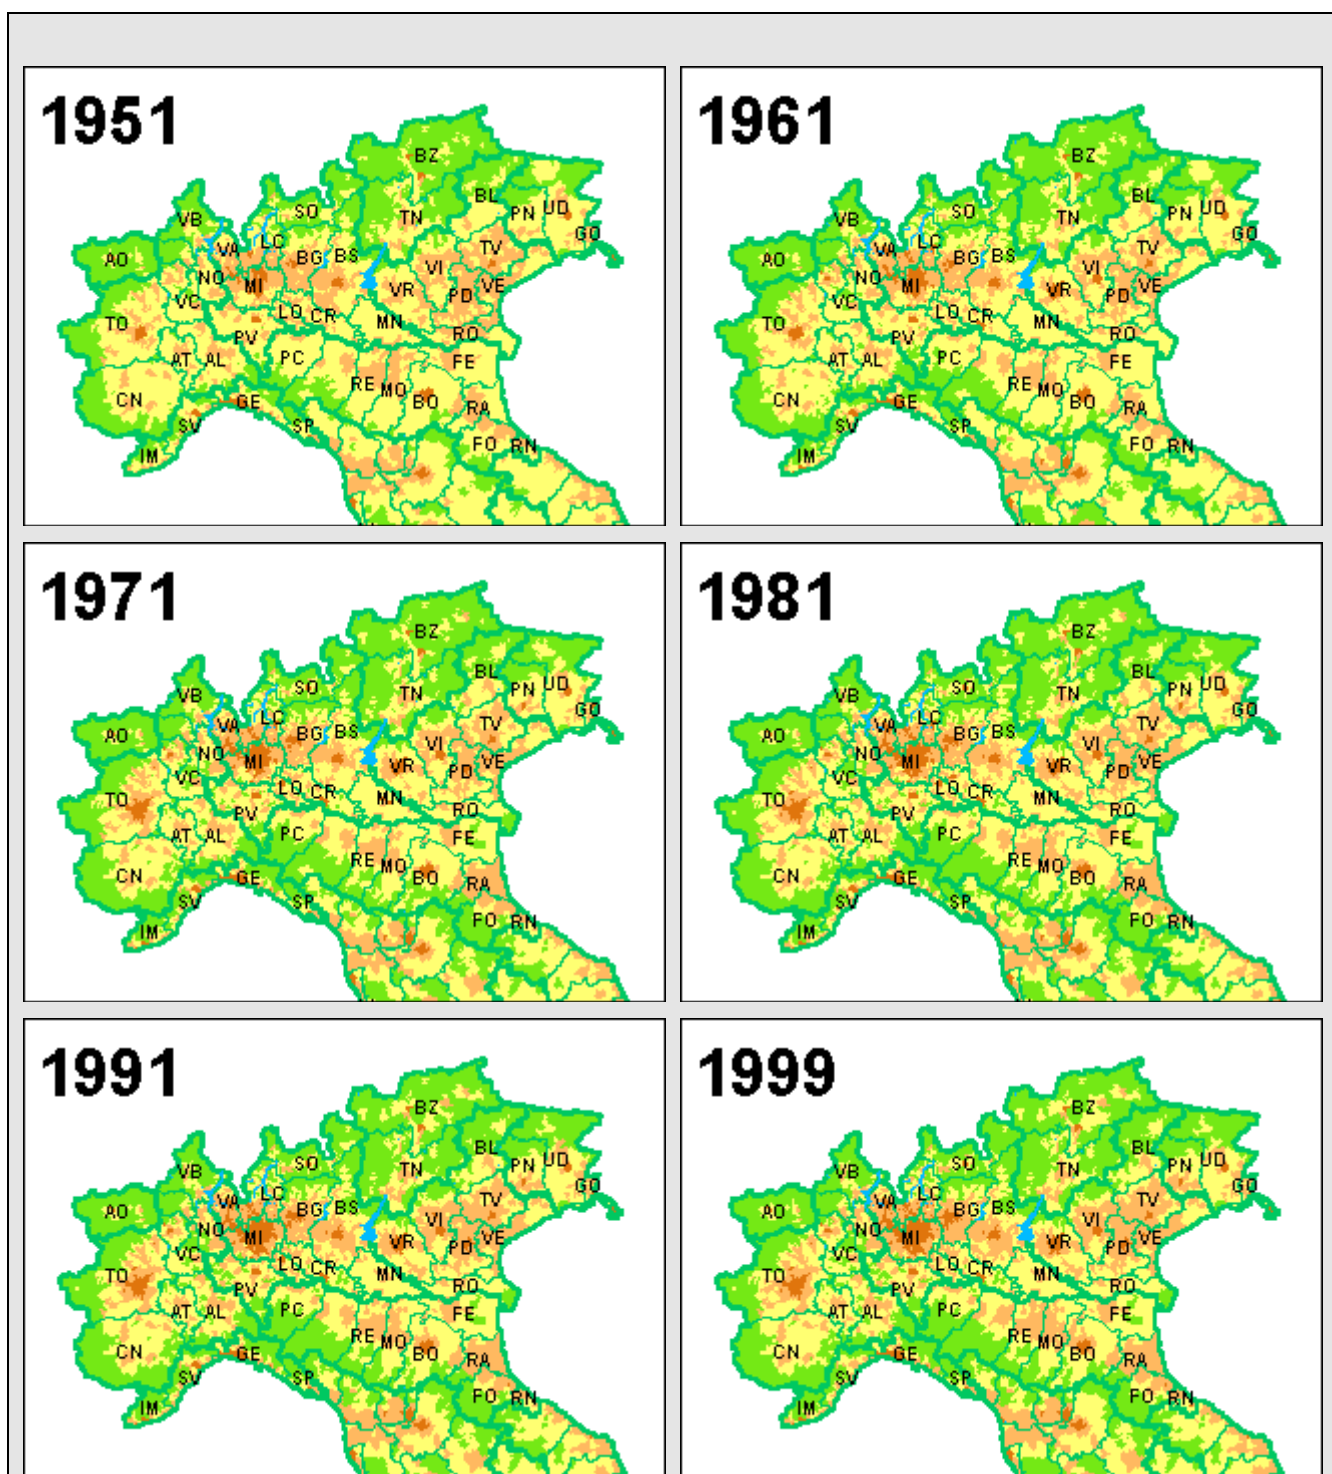 1951
BZ
BL
PN UD
VB
SO
TN
GO
VA
LC
TV
AO
BG
BS
VI
NO
MI
VR
PD
VE
VC
TO
LO
CR
MN
PV
RO
AT
AL
PC
FE
RE
MO
CN
GE
BO
RA
SV
SP
FO
RN
IM
1961
BZ
BL
PN
UD
VB
SO
TN
GO
VA
LC
TV
AO
BG
BS
VI
NO
MI
VR
PD
VE
VC
TO
LO
CR
MN
PV
RO
AT
AL
PC
FE
RE
MO
CN
GE
BO
RA
SV
SP
FO
RN
IM
1971
BZ
BL
PN
UD
VB
SO
TN
GO
VA
LC
TV
AO
BG
BS
VI
NO
MI
VR
PD
VE
VC
TO
LO
CR
MN
PV
RO
AT
AL
PC
FE
RE
MO
CN
GE
BO
RA
SV
SP
FO
RN
IM
1981
BZ
BL
PN
UD
VB
SO
TN
GO
VA
LC
TV
AO
BG
BS
VI
NO
MI
VR
PD
VE
VC
TO
LO
CR
MN
PV
RO
AT
AL
PC
FE
RE
MO
CN
GE
BO
RA
SV
SP
FO
RN
IM
1991
BZ
BL
PN
UD
VB
SO
TN
GO
VA
LC
TV
AO
BG
BS
VI
NO
MI
VR
PD
VE
VC
TO
LO
CR
MN
PV
RO
AT
AL
PC
FE
RE
MO
CN
GE
BO
RA
SV
SP
FO
RN
IM
1999
BZ
BL
PN
UD
VB
SO
TN
GO
VA
LC
TV
AO
BG
BS
VI
NO
MI
VR
PD
VE
VC
TO
LO
CR
MN
PV
RO
AT
AL
PC
FE
RE
MO
CN
GE
BO
RA
SV
SP
FO
RN
IM